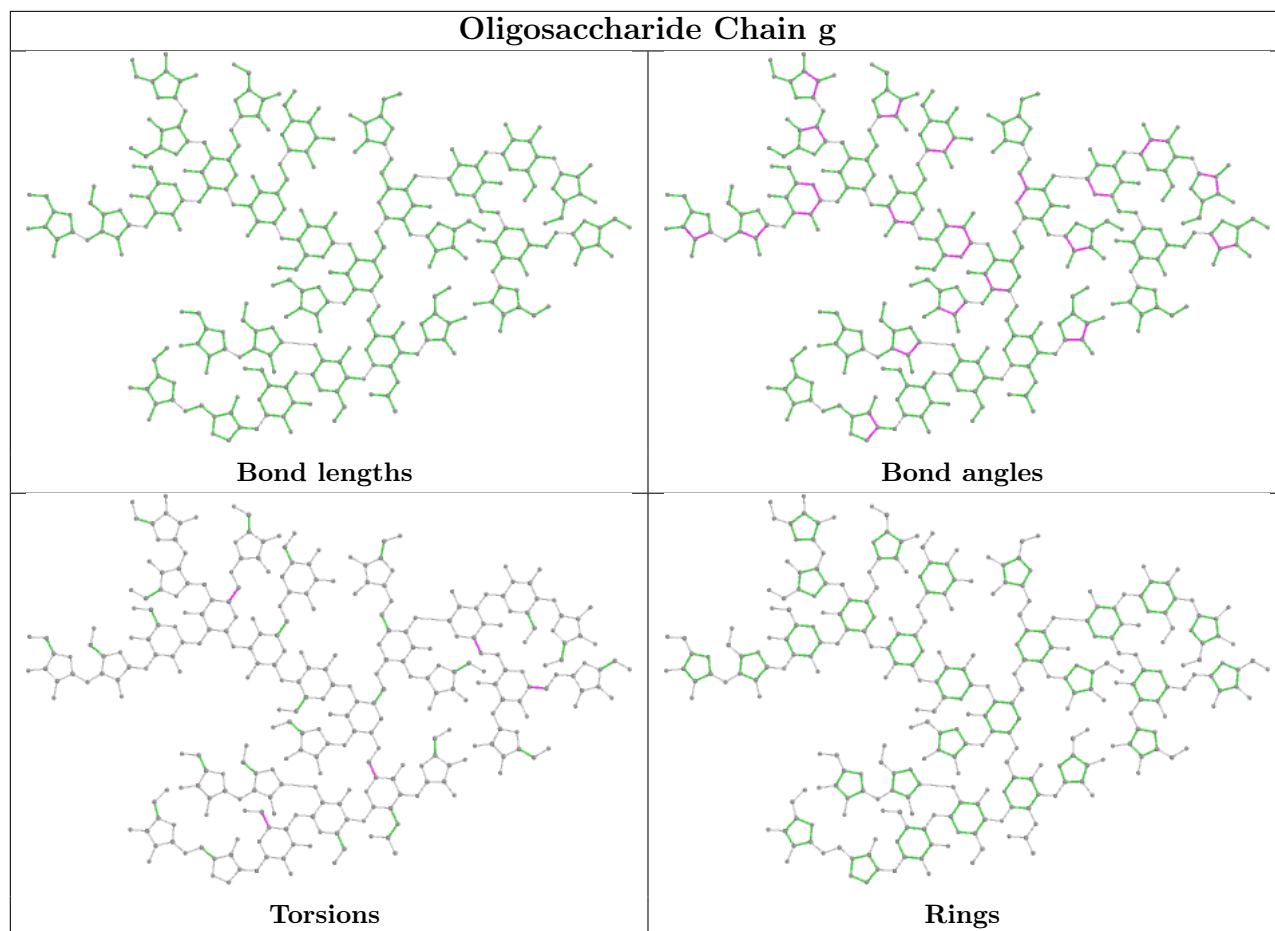 Oligosaccharide Chain g
Bond lengths
Bond angles
Torsions
Rings